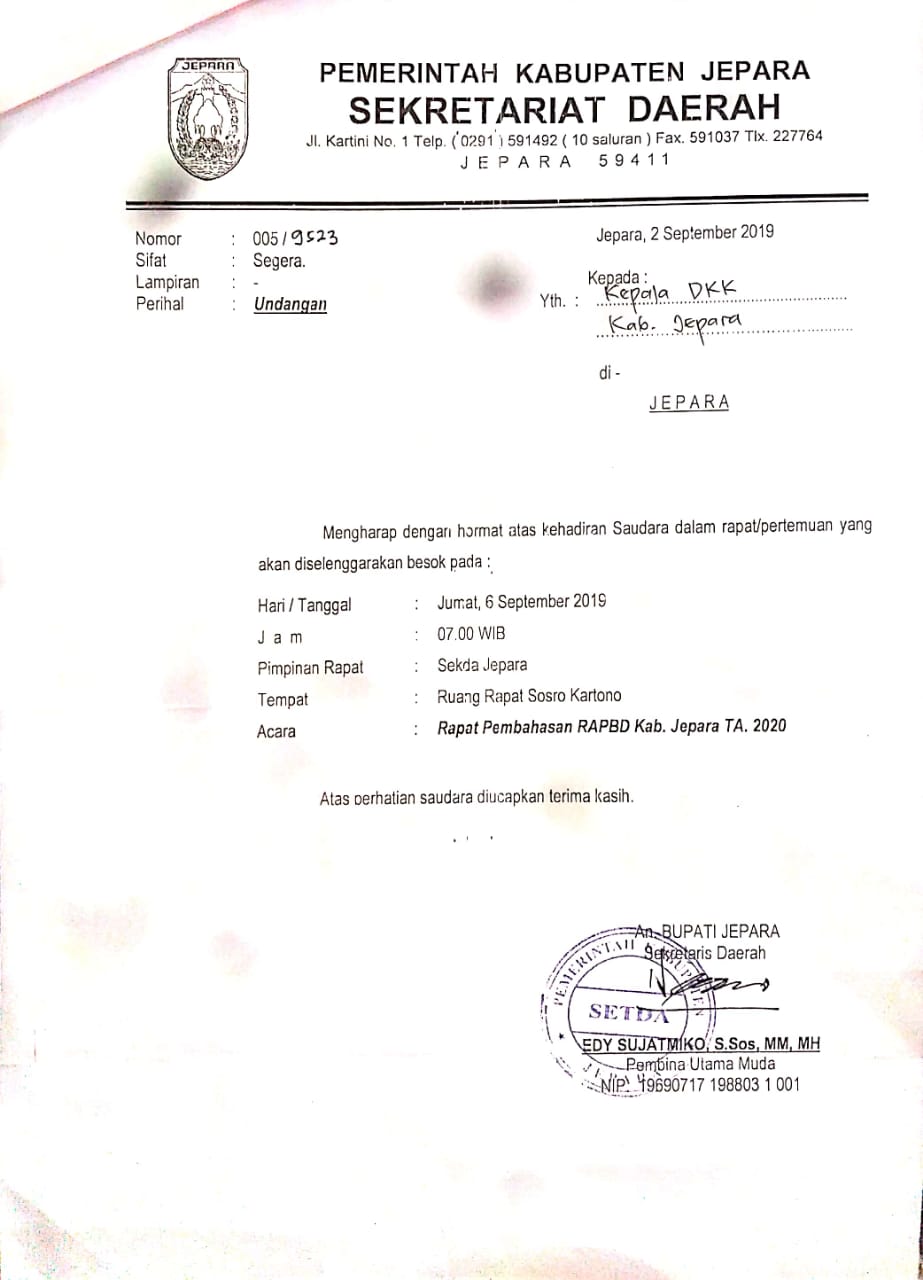 JEPARA
PEMERINTAH KABUPATEN JEPARA
SEKRETARIAT DAERAH
Jl. Kartini No. 1 Telp. ( 0291 ) 591492 ( 10 saluran ) Fax. 591037 Tlx. 227764
J E P A R A 5 9 4 1 1
Nomor : 005 / 9523
Sifat : Segera.
Lampiran : -
Perihal : Undangan
Jepara, 2 September 2019
Kepada :
Yth. : Kepala DKK
Kab. Jepara
di -
J E P A R A
Mengharap dengan hormat atas kehadiran Saudara dalam rapat/pertemuan yang
akan diselenggarakan besok pada :
Hari / Tanggal : Jumat, 6 September 2019
J a m : 07.00 WIB
Pimpinan Rapat : Sekda Jepara
Tempat : Ruang Rapat Sosro Kartono
Acara : Rapat Pembahasan RAPBD Kab. Jepara TA. 2020
Atas perhatian saudara diucapkan terima kasih.
An. BUPATI JEPARA
Sekretaris Daerah
PEMERINTAH KABUPATEN
SETDA
EDY SUJATMIKO, S.Sos, MM, MH
Pembina Utama Muda
NIP. 19690717 198803 1 001